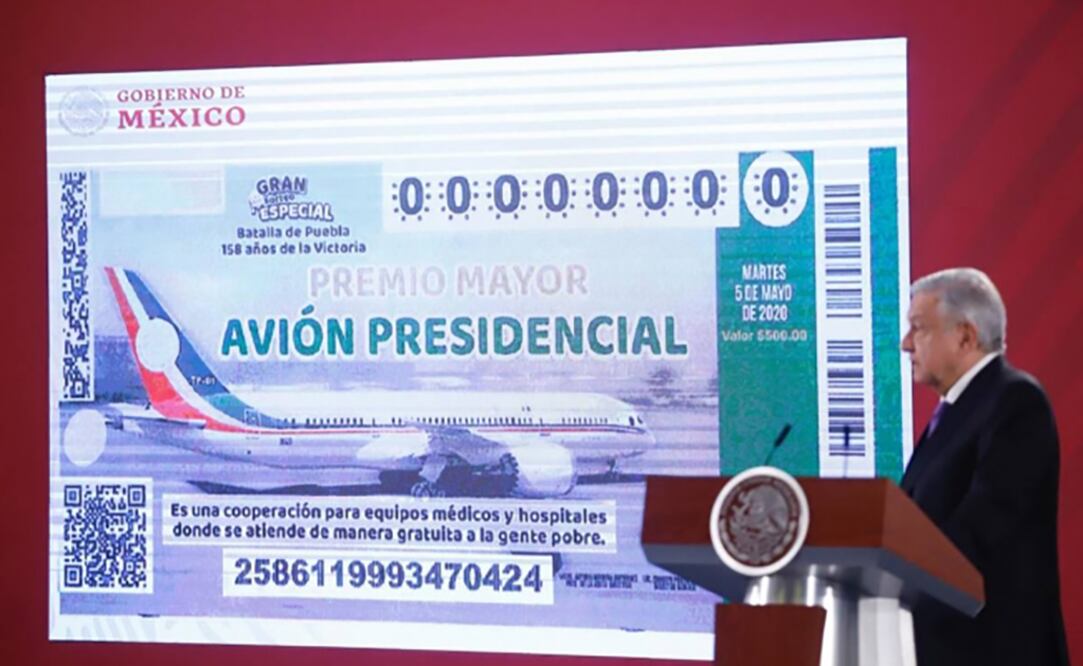 GOBIERNO DE
MÉXICO
GRAN
Sorteo
ESPECIAL
Batalla de Puebla
158 años de la Victoria
0 0 0 0 0 0 0 0
PREMIO MAYOR
AVIÓN PRESIDENCIAL
MARTES
5 DE MAYO
DE 2020
Valor $500.00
TP-01
Es una cooperación para equipos médicos y hospitales
donde se atiende de manera gratuita a la gente pobre.
2586119993470424